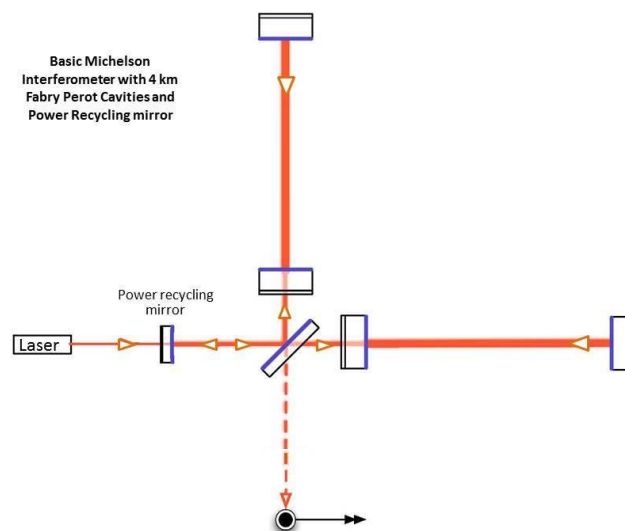 Basic Michelson
Interferometer with 4 km
Fabry Perot Cavities and
Power Recycling mirror
Power recycling
mirror
Laser